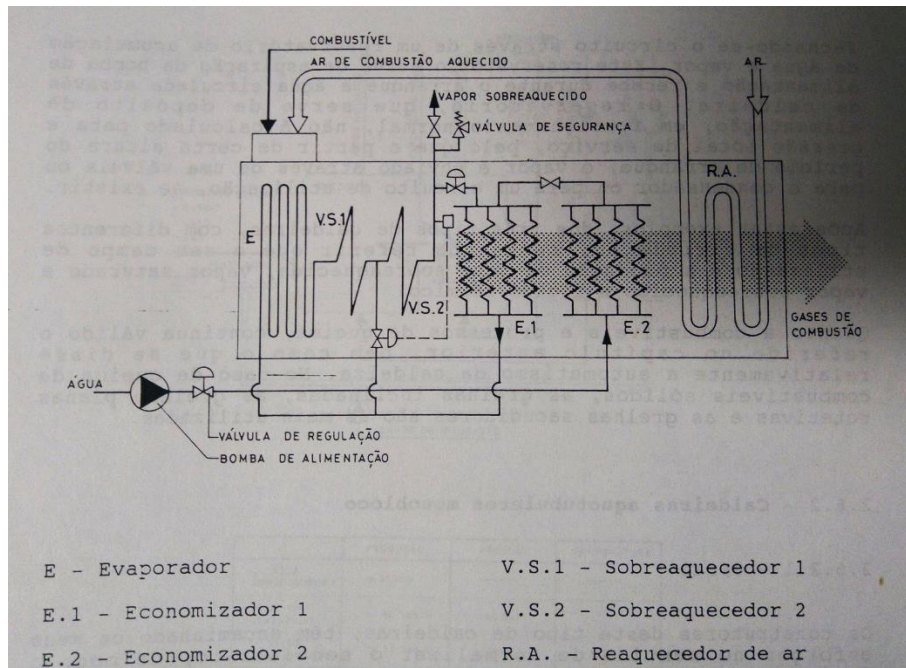 COMBUSTÍVEL
AR DE COMBUSTÃO AQUECIDO
AR
VAPOR SOBREAQUECIDO
VÁLVULA DE SEGURANÇA
R.A.
E
V.S.1
V.S.2
E.1
E.2
GASES DE
COMBUSTÃO
ÁGUA
VÁLVULA DE REGULAÇÃO
BOMBA DE ALIMENTAÇÃO
E - Evaporador
V.S.1 - Sobreaquecedor 1
E.1 - Economizador 1
V.S.2 - Sobreaquecedor 2
E.2 - Economizador 2
R.A. - Reaquecedor de ar